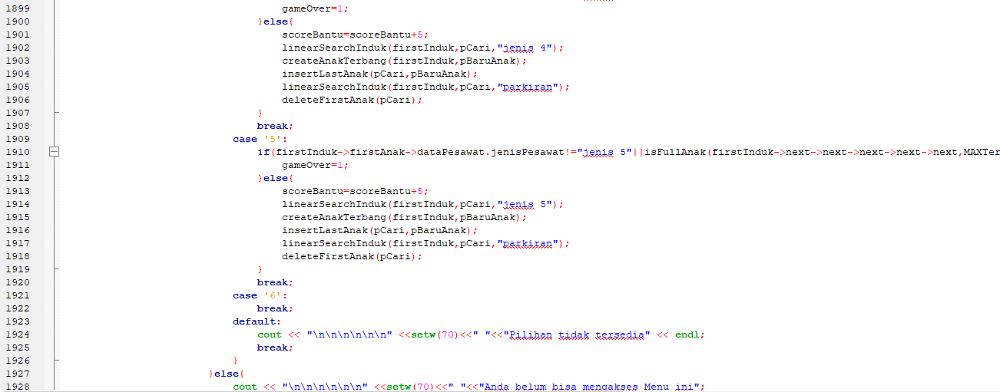 1899 gameOver=1;
1900 }else{
1901 scoreBantu=scoreBantu+5;
1902 linearSearchInduk(firstInduk,pCari,"jenis 4");
1903 createAnakTerbang(firstInduk,pBaruAnak);
1904 insertLastAnak(pCari,pBaruAnak);
1905 linearSearchInduk(firstInduk,pCari,"parkiran");
1906 deleteFirstAnak(pCari);
1907 }
1908 break;
1909 case '5':
1910 if(firstInduk->firstAnak->dataPesawat.jenisPesawat!="jenis 5"||isFullAnak(firstInduk->next->next->next->next->next,MAXTer
1911 gameOver=1;
1912 }else{
1913 scoreBantu=scoreBantu+5;
1914 linearSearchInduk(firstInduk,pCari,"jenis 5");
1915 createAnakTerbang(firstInduk,pBaruAnak);
1916 insertLastAnak(pCari,pBaruAnak);
1917 linearSearchInduk(firstInduk,pCari,"parkiran");
1918 deleteFirstAnak(pCari);
1919 }
1920 break;
1921 case '6':
1922 break;
1923 default:
1924 cout << "\n\n\n\n\n\n" <<setw(70)<<" "<<"Pilihan tidak tersedia" << endl;
1925 break;
1926 }
1927 }else{
1928 cout << "\n\n\n\n\n\n" <<setw(70)<<" "<<"Anda belum bisa mengakses Menu ini";